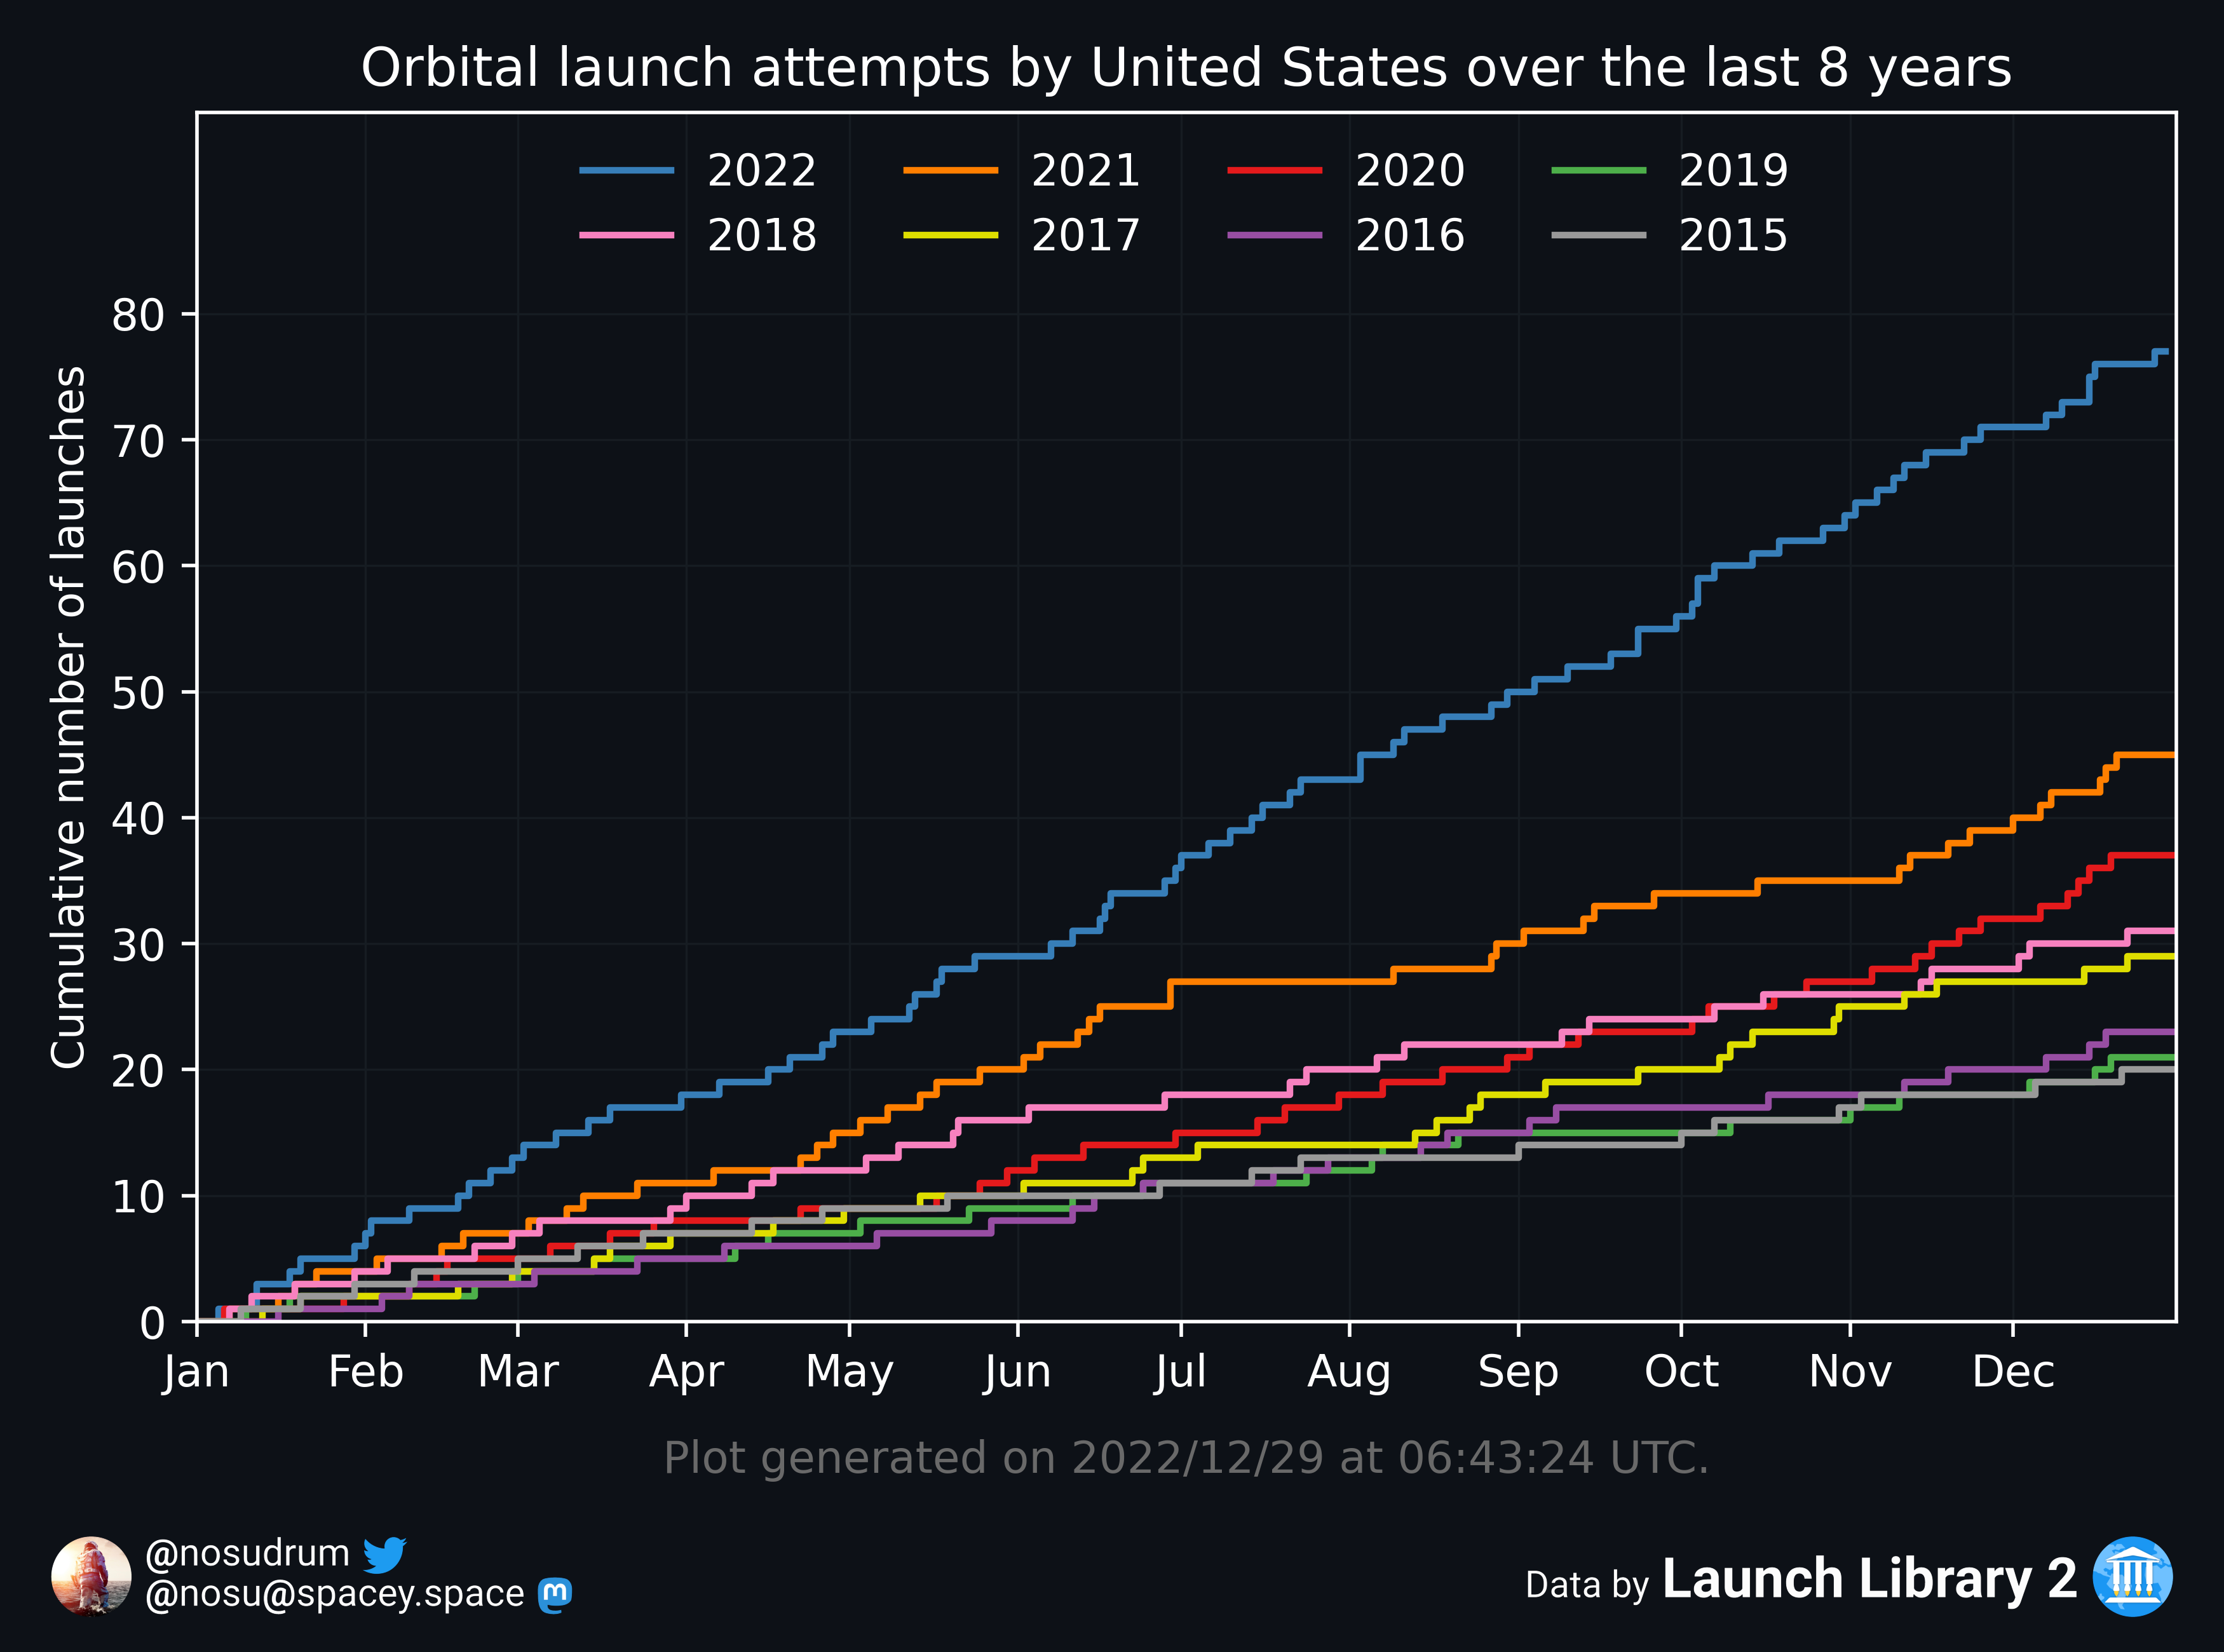 Orbital launch attempts by United States over the last 8 years
2022 2021 2020 2019
2018 2017 2016 2015
Cumulative number of launches
80
70
60
50
40
30
20
10
0
Jan Feb Mar Apr May Jun Jul Aug Sep Oct Nov Dec
Plot generated on 2022/12/29 at 06:43:24 UTC.
@nosudrum
@nosu@spacey.space m
Data by Launch Library 2